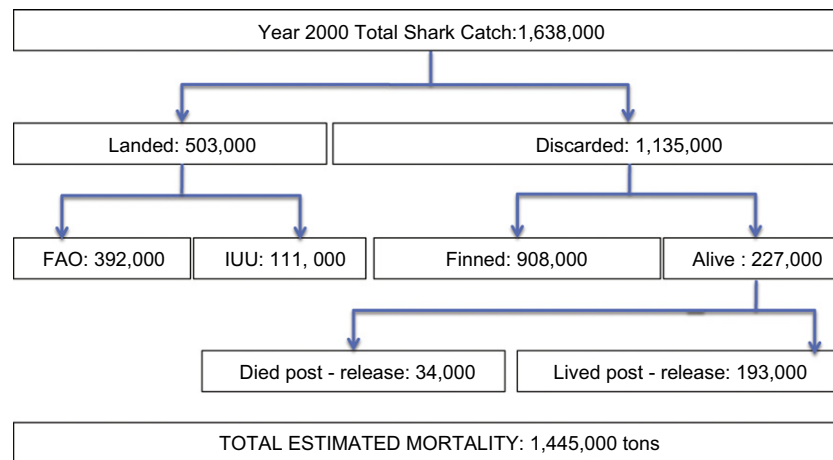 Year 2000 Total Shark Catch:1,638,000
Landed: 503,000
Discarded: 1,135,000
FAO: 392,000
IUU: 111, 000
Finned: 908,000
Alive : 227,000
Died post - release: 34,000
Lived post - release: 193,000
TOTAL ESTIMATED MORTALITY: 1,445,000 tons